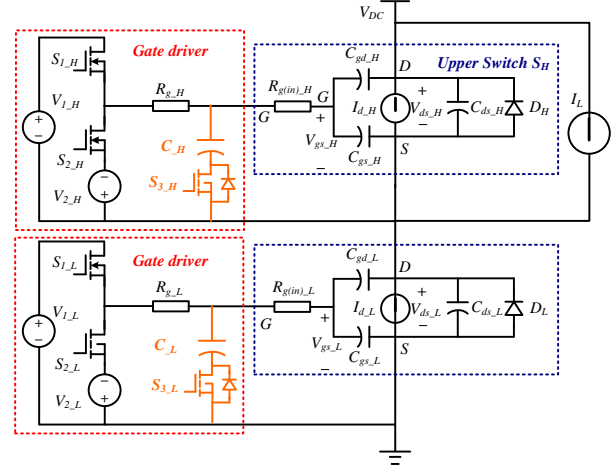 V_DC
Gate driver
Upper Switch S_H
S_1_H
V_1_H
S_2_H
V_2_H
R_g_H
C_H
S_3_H
R_g(in)_H
G
G
+
V_gs_H
−
C_gd_H
C_gs_H
D
S
I_d_H
+
V_ds_H
−
C_ds_H
D_H
I_L
+
−
−
+
Gate driver
S_1_L
V_1_L
S_2_L
V_2_L
R_g_L
C_L
S_3_L
R_g(in)_L
G
+
V_gs_L
−
C_gd_L
C_gs_L
D
S
I_d_L
+
V_ds_L
−
C_ds_L
D_L
+
−
−
+